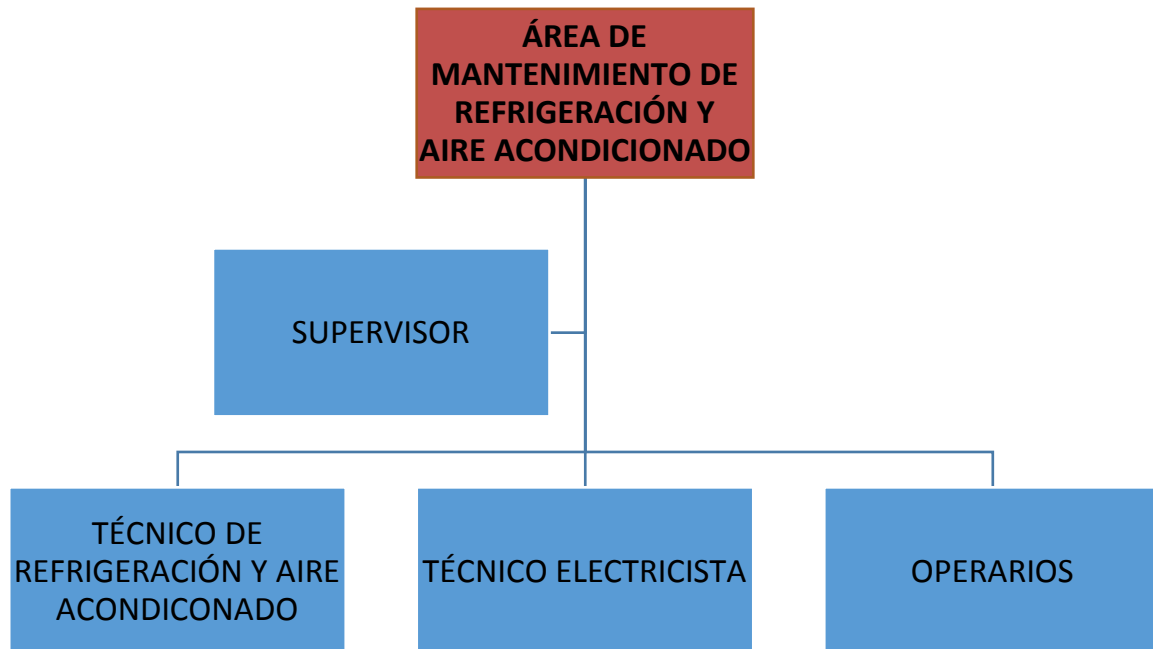 ÁREA DE
MANTENIMIENTO DE
REFRIGERACIÓN Y
AIRE ACONDICIONADO
SUPERVISOR
TÉCNICO DE
REFRIGERACIÓN Y AIRE
ACONDICONADO
TÉCNICO ELECTRICISTA
OPERARIOS